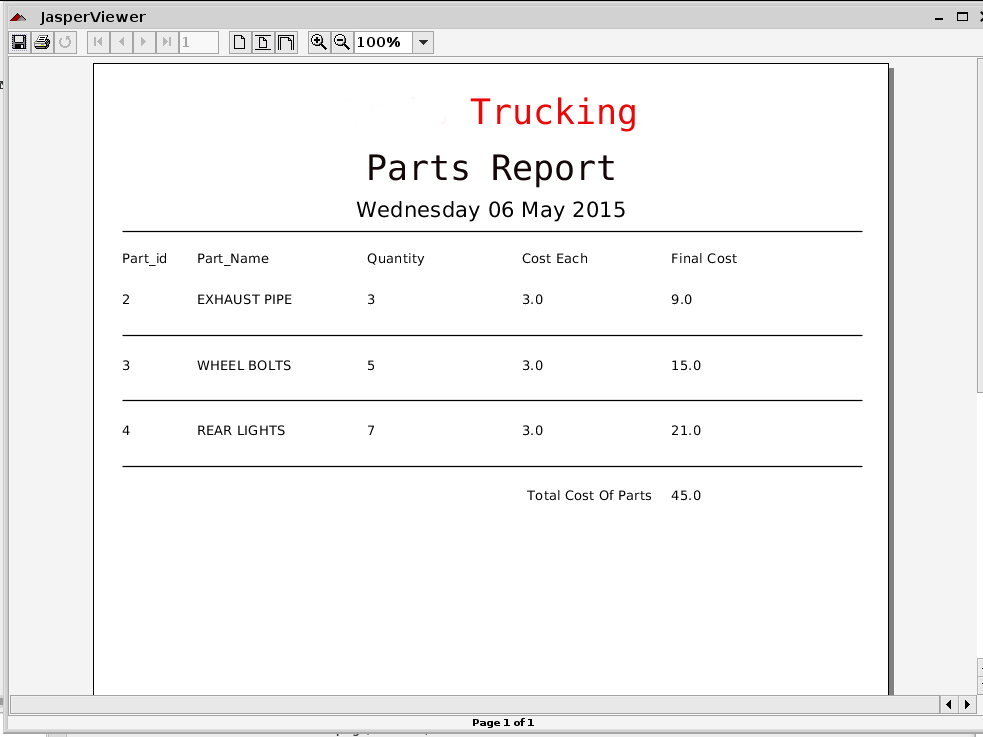 JasperViewer
1
100%
Trucking
Parts Report
Wednesday 06 May 2015
Part_id Part_Name Quantity Cost Each Final Cost
2 EXHAUST PIPE 3 3.0 9.0
3 WHEEL BOLTS 5 3.0 15.0
4 REAR LIGHTS 7 3.0 21.0
Total Cost Of Parts 45.0
Page 1 of 1